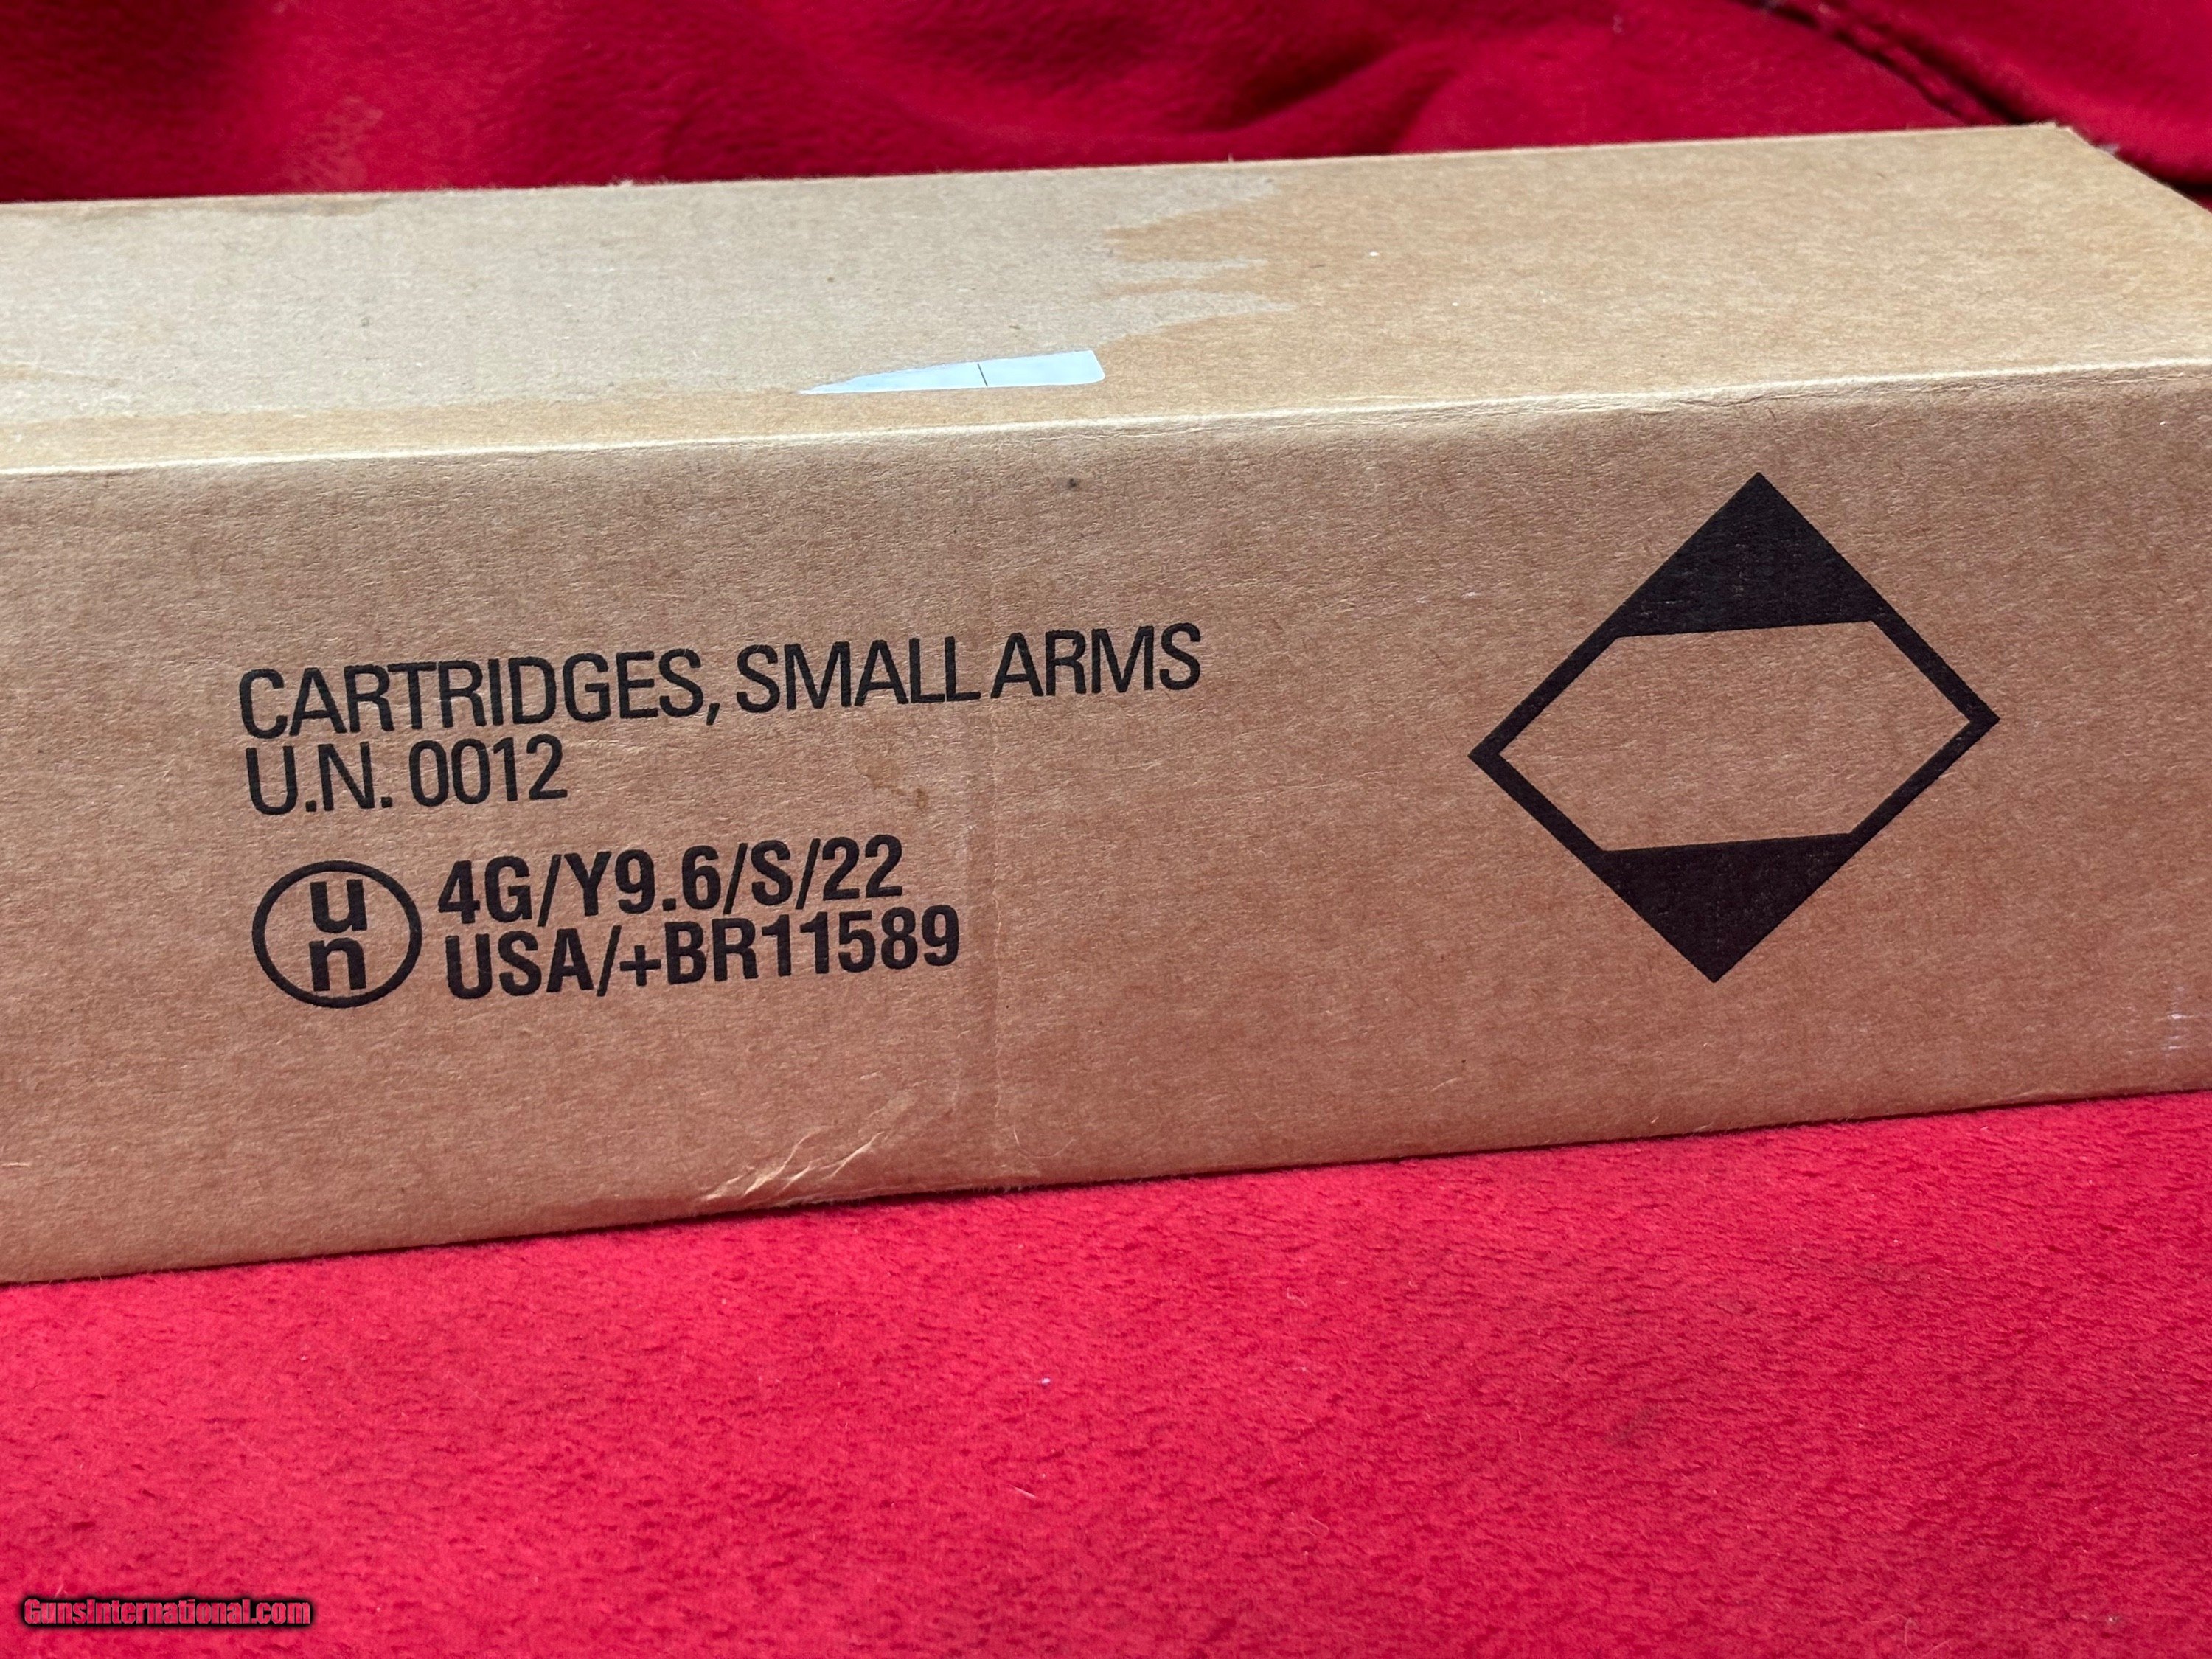 CARTRIDGES, SMALL ARMS
U.N. 0012
un 4G/Y9.6/S/22
USA/+BR11589
GunsInternational.com